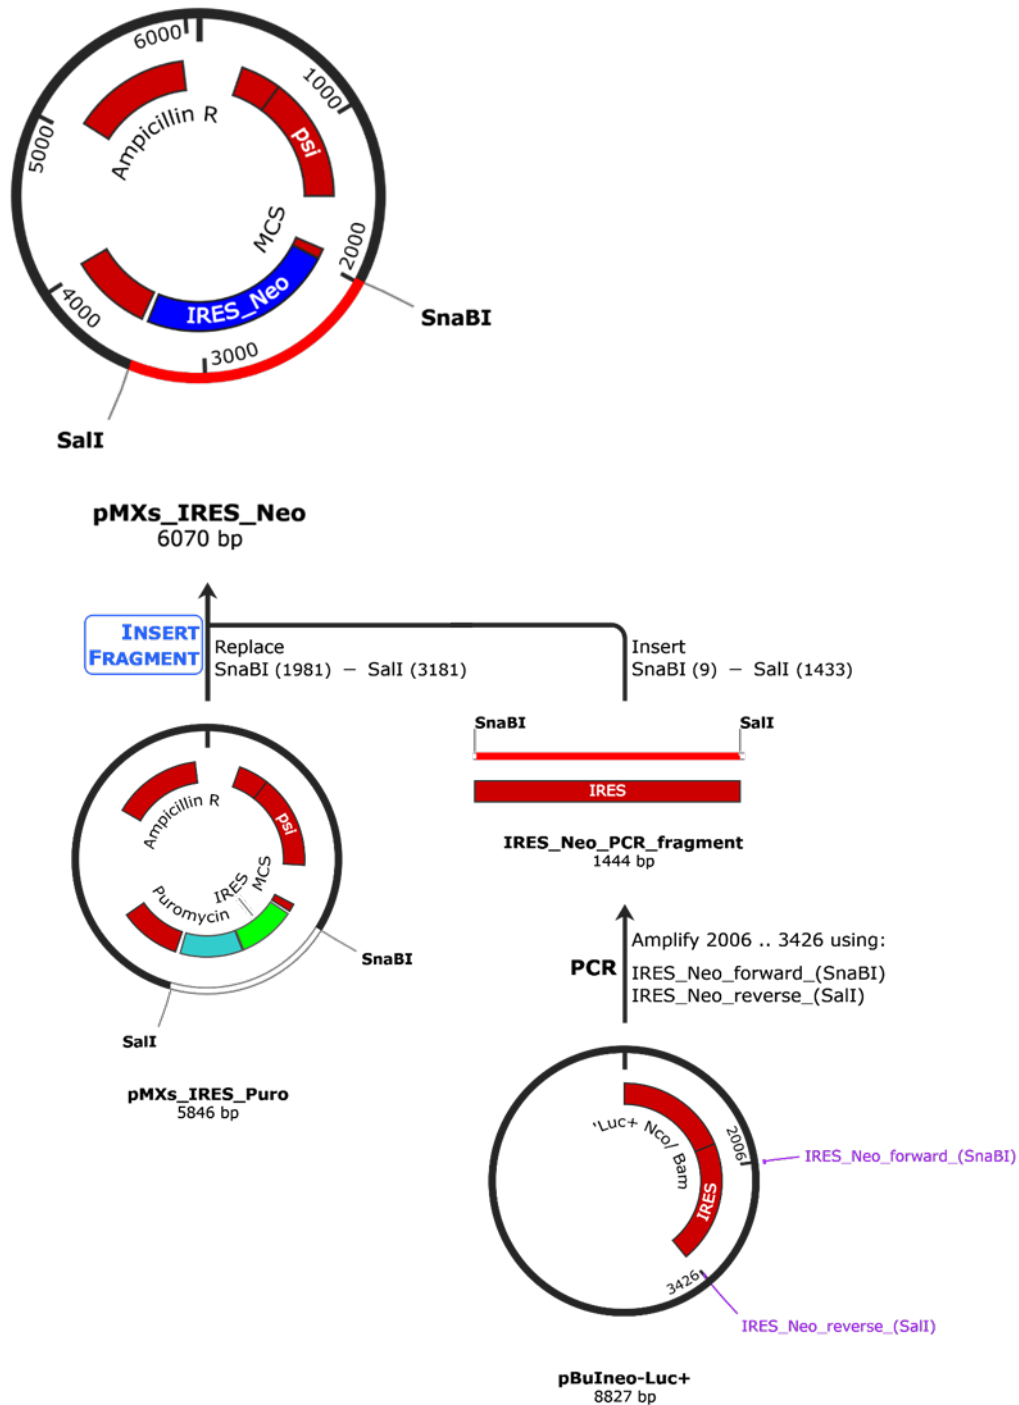 6000
1000
5000
Ampicillin R
psi
MCS
2000
IRES_Neo
4000
3000
SnaBI
SalI
pMXs_IRES_Neo
6070 bp
INSERT
FRAGMENT
Replace
SnaBI (1981) – SalI (3181)
Insert
SnaBI (9) – SalI (1433)
SnaBI
SalI
IRES
IRES_Neo_PCR_fragment
1444 bp
Ampicillin R
psi
MCS
IRES
Puromycin
SnaBI
SalI
pMXs_IRES_Puro
5846 bp
PCR
Amplify 2006 .. 3426 using:
IRES_Neo_forward_(SnaBI)
IRES_Neo_reverse_(SalI)
'Luc+ Nco/ Bam
2006
IRES_Neo_forward_(SnaBI)
IRES
3426
IRES_Neo_reverse_(SalI)
pBuIneo-Luc+
8827 bp